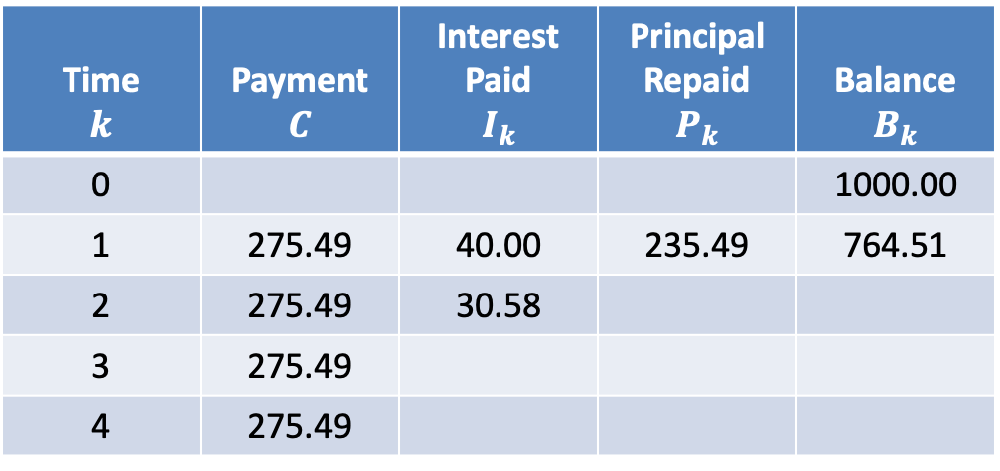 Time k Payment C Interest Paid I_k Principal Repaid P_k Balance B_k
0 1000.00
1 275.49 40.00 235.49 764.51
2 275.49 30.58
3 275.49
4 275.49